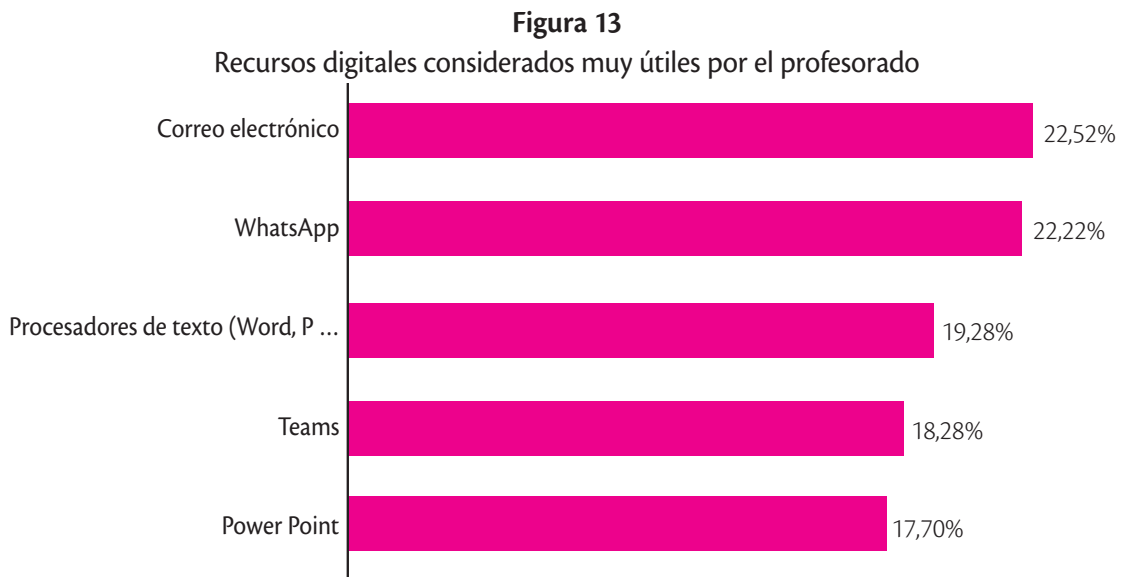 Figura 13
Recursos digitales considerados muy útiles por el profesorado
Correo electrónico 22,52%
WhatsApp 22,22%
Procesadores de texto (Word, P ... 19,28%
Teams 18,28%
Power Point 17,70%